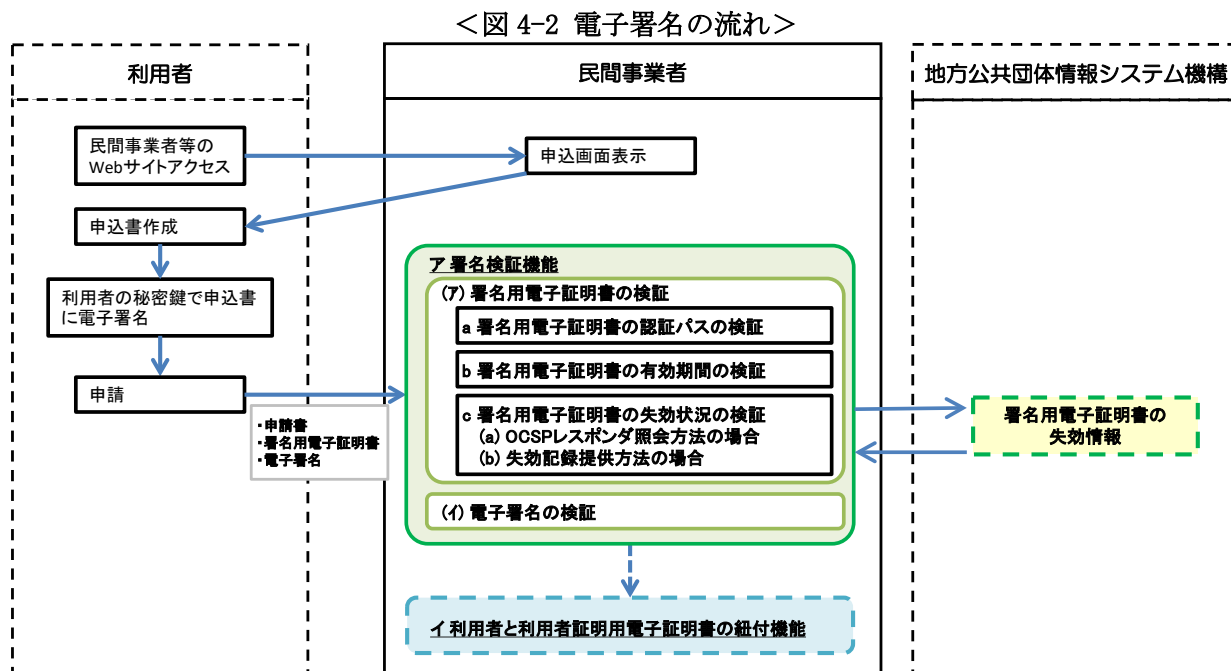 ＜図 4-2 電子署名の流れ＞
利用者
民間事業者
地方公共団体情報システム機構
民間事業者等の
Webサイトアクセス
申込画面表示
申込書作成
利用者の秘密鍵で申込書
に電子署名
申請
・申請書
・署名用電子証明書
・電子署名
ア 署名検証機能
(ア) 署名用電子証明書の検証
a 署名用電子証明書の認証パスの検証
b 署名用電子証明書の有効期間の検証
c 署名用電子証明書の失効状況の検証
(a) OCSPレスポンダ照会方法の場合
(b) 失効記録提供方法の場合
(イ) 電子署名の検証
署名用電子証明書の
失効情報
イ 利用者と利用者証明用電子証明書の紐付機能